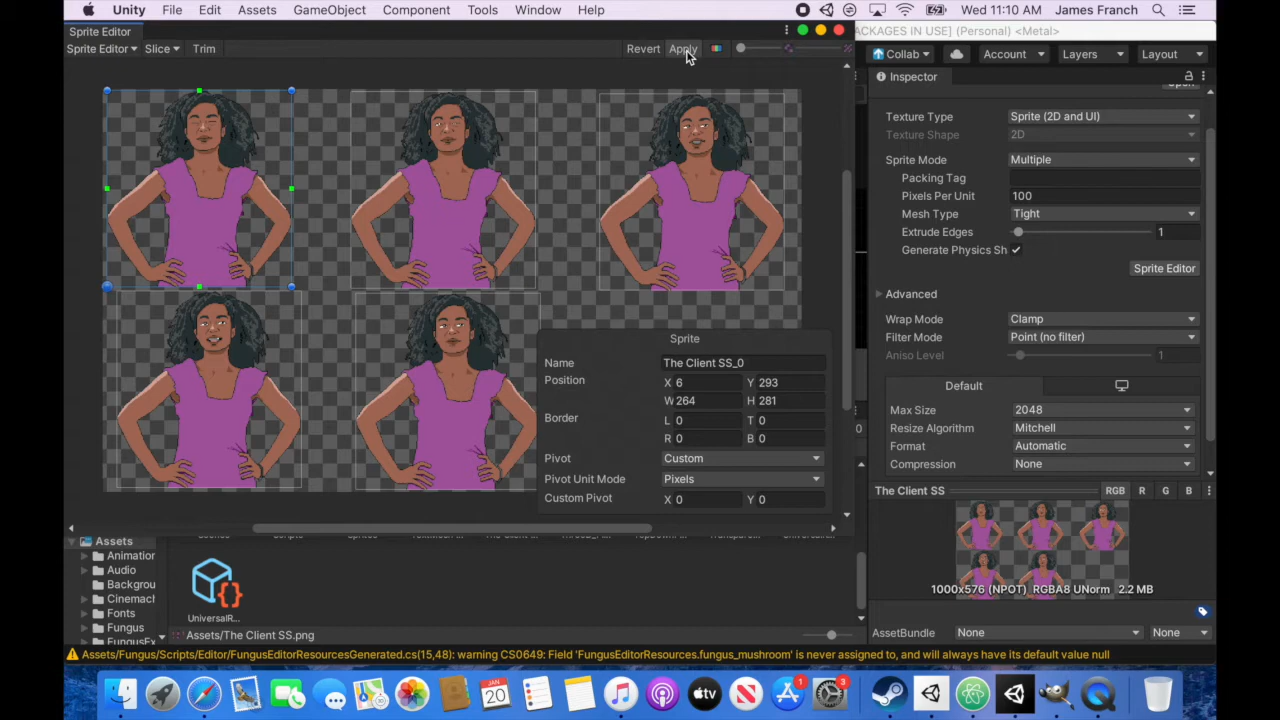 Unity File Edit Assets GameObject Component Tools Window Help Wed 11:10 AM James Franch
Sprite Editor
ACKAGES IN USE] (Personal) <Metal>
Sprite Editor Slice Trim Revert Apply
Collab Account Layers Layout
Inspector
Texture Type Sprite (2D and UI)
Texture Shape 2D
Sprite Mode Multiple
Packing Tag
Pixels Per Unit 100
Mesh Type Tight
Extrude Edges 1
Generate Physics Sh
Sprite Editor
Advanced
Wrap Mode Clamp
Filter Mode Point (no filter)
Aniso Level 1
Default
Max Size 2048
Resize Algorithm Mitchell
Format Automatic
Compression None
Sprite
Name The Client SS_0
Position X 6 Y 293
W 264 H 281
Border L 0 T 0
R 0 B 0
Pivot Custom
Pivot Unit Mode Pixels
Custom Pivot X 0 Y 0
The Client SS RGB R G B
1000x576 (NPOT) RGBA8 UNorm 2.2 MB
AssetBundle None None
Assets
Animation
Audio
Backgrou
Cinemach
Fonts
Fungus
FungusEx
UniversalR...
Assets/The Client SS.png
Assets/Fungus/Scripts/Editor/FungusEditorResourcesGenerated.cs(15,48): warning CS0649: Field 'FungusEditorResources.fungus_mushroom' is never assigned to, and will always have its default value null
JAN
20
tv
1
3